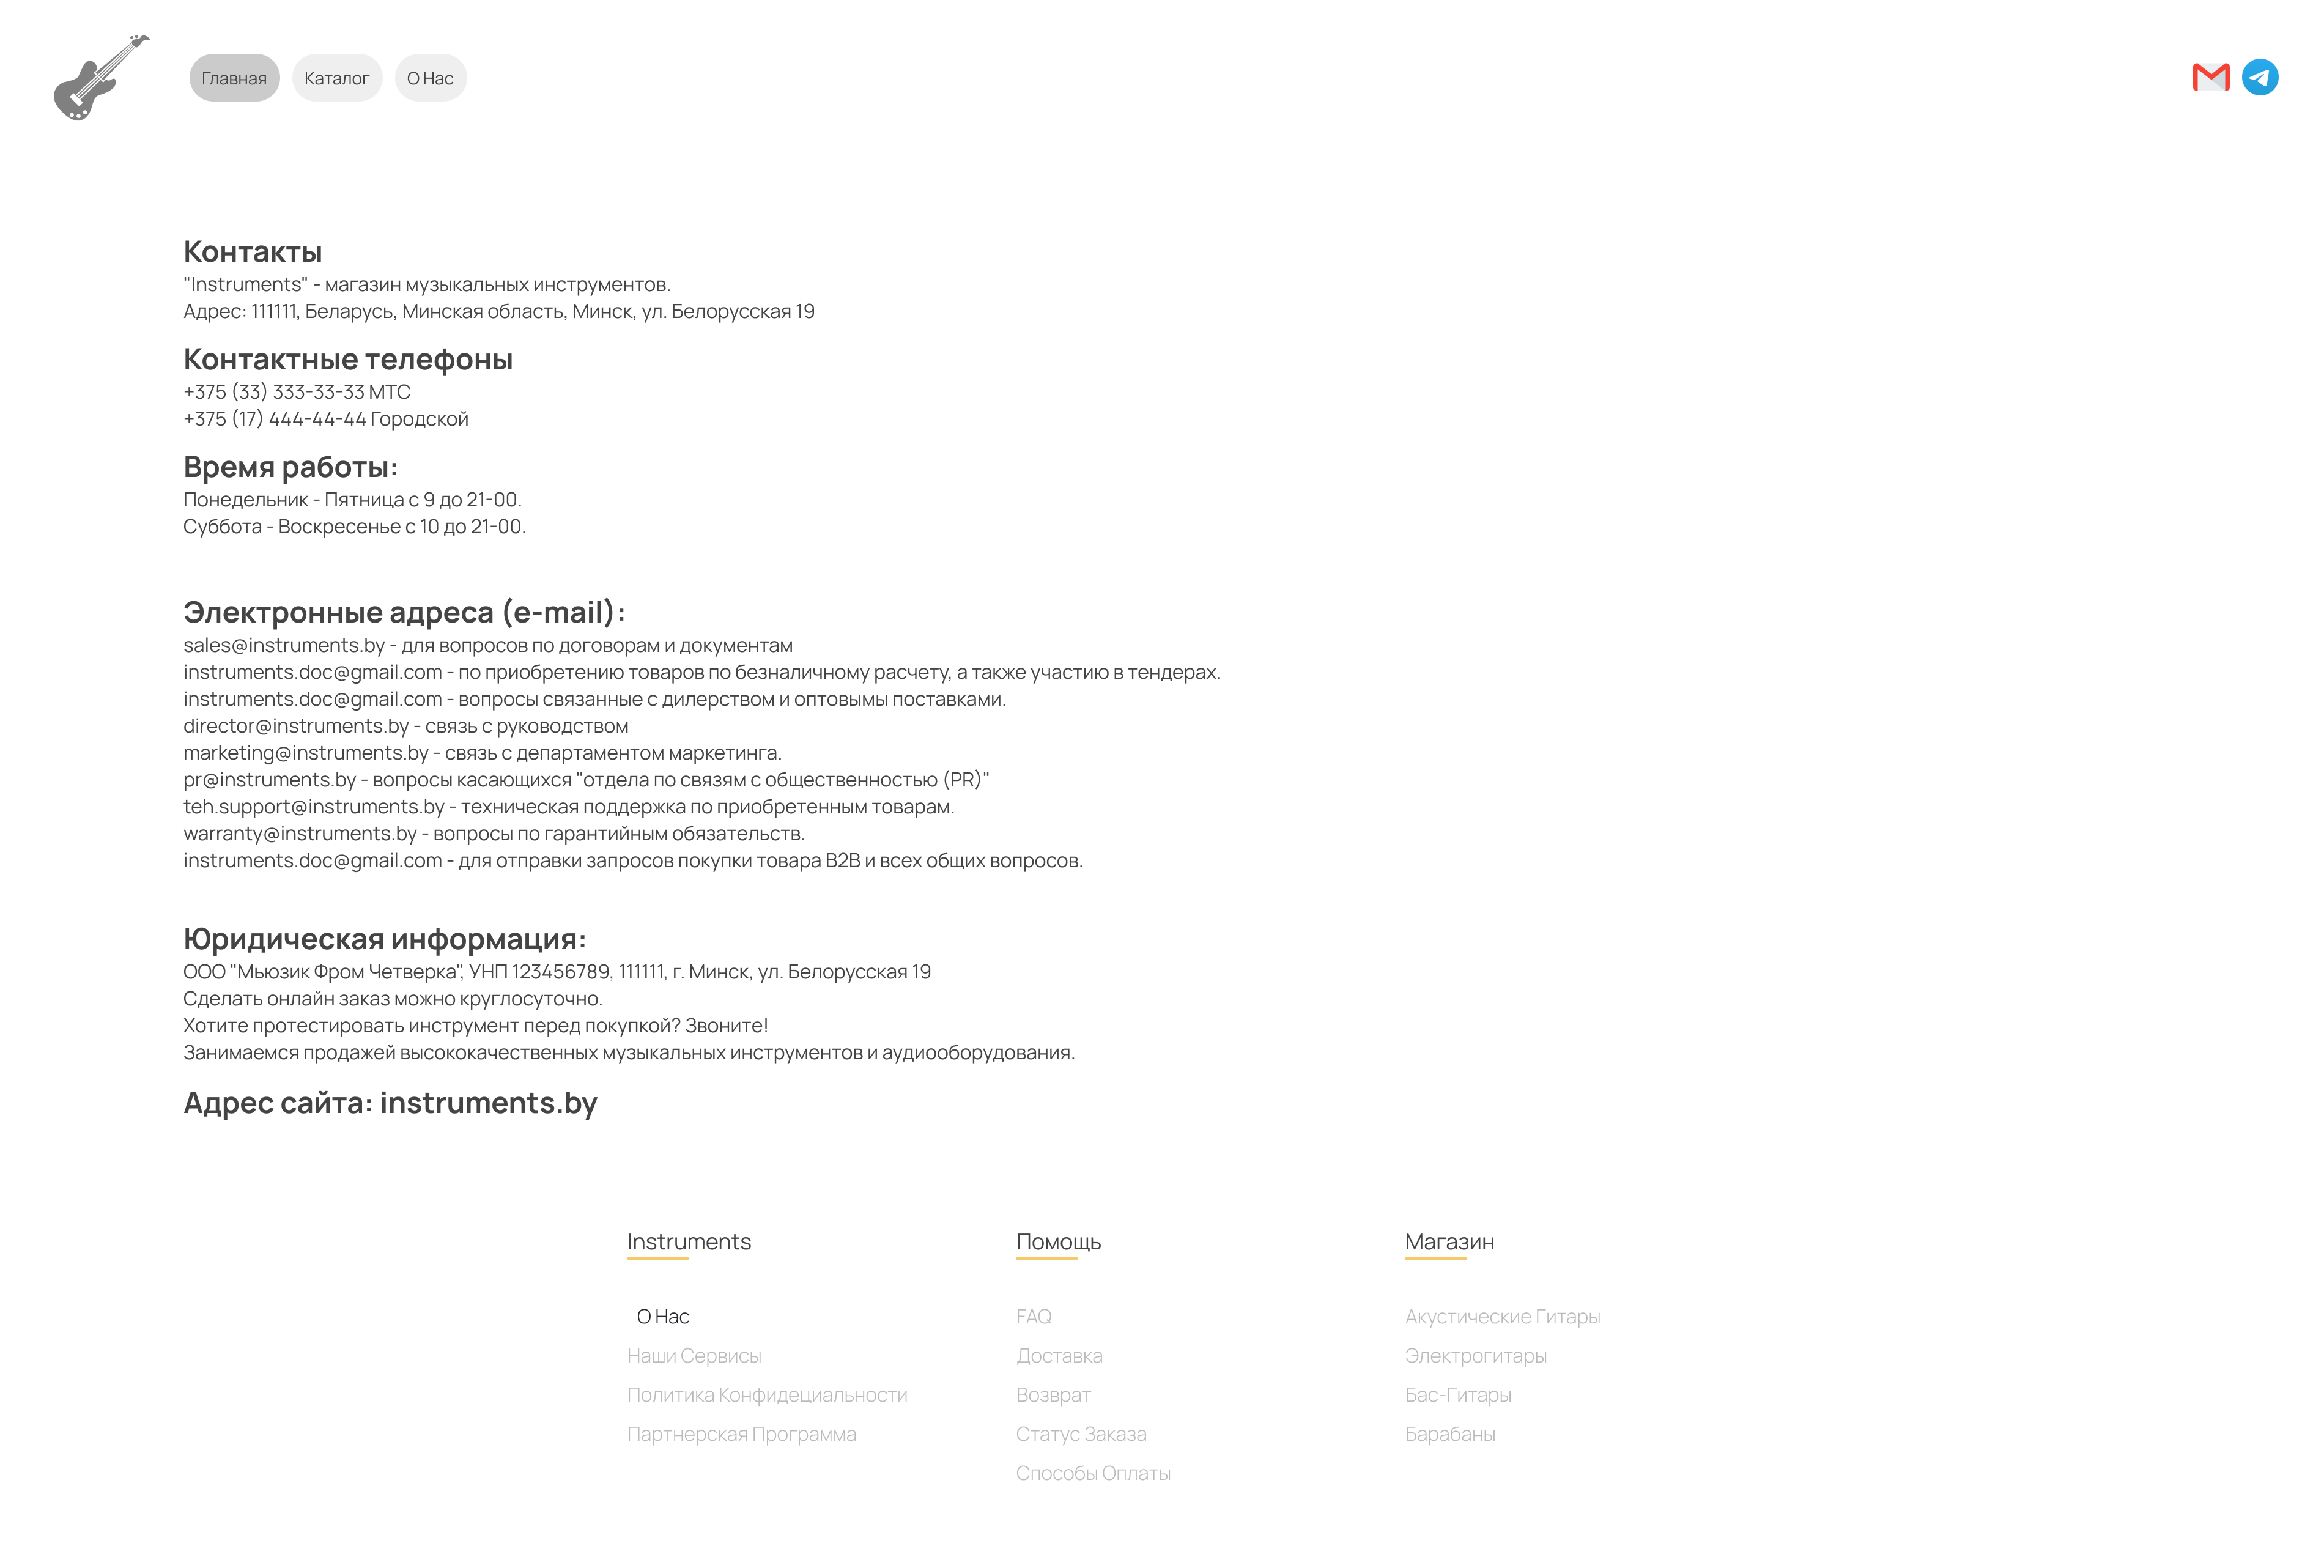 Главная
Каталог
О Нас
Контакты
"Instruments" - магазин музыкальных инструментов.
Адрес: 111111, Беларусь, Минская область, Минск, ул. Белорусская 19
Контактные телефоны
+375 (33) 333-33-33 МТС
+375 (17) 444-44-44 Городской
Время работы:
Понедельник - Пятница с 9 до 21-00.
Суббота - Воскресенье с 10 до 21-00.
Электронные адреса (e-mail):
sales@instruments.by - для вопросов по договорам и документам
instruments.doc@gmail.com - по приобретению товаров по безналичному расчету, а также участию в тендерах.
instruments.doc@gmail.com - вопросы связанные с дилерством и оптовымы поставками.
director@instruments.by - связь с руководством
marketing@instruments.by - связь с департаментом маркетинга.
pr@instruments.by - вопросы касающихся "отдела по связям с общественностью (PR)"
teh.support@instruments.by - техническая поддержка по приобретенным товарам.
warranty@instruments.by - вопросы по гарантийным обязательств.
instruments.doc@gmail.com - для отправки запросов покупки товара B2B и всех общих вопросов.
Юридическая информация:
ООО "Мьюзик Фром Четверка", УНП 123456789, 111111, г. Минск, ул. Белорусская 19
Сделать онлайн заказ можно круглосуточно.
Хотите протестировать инструмент перед покупкой? Звоните!
Занимаемся продажей высококачественных музыкальных инструментов и аудиооборудования.
Адрес сайта: instruments.by
Instruments
О Нас
Наши Сервисы
Политика Конфидециальности
Партнерская Программа
Помощь
FAQ
Доставка
Возврат
Статус Заказа
Способы Оплаты
Магазин
Акустические Гитары
Электрогитары
Бас-Гитары
Барабаны